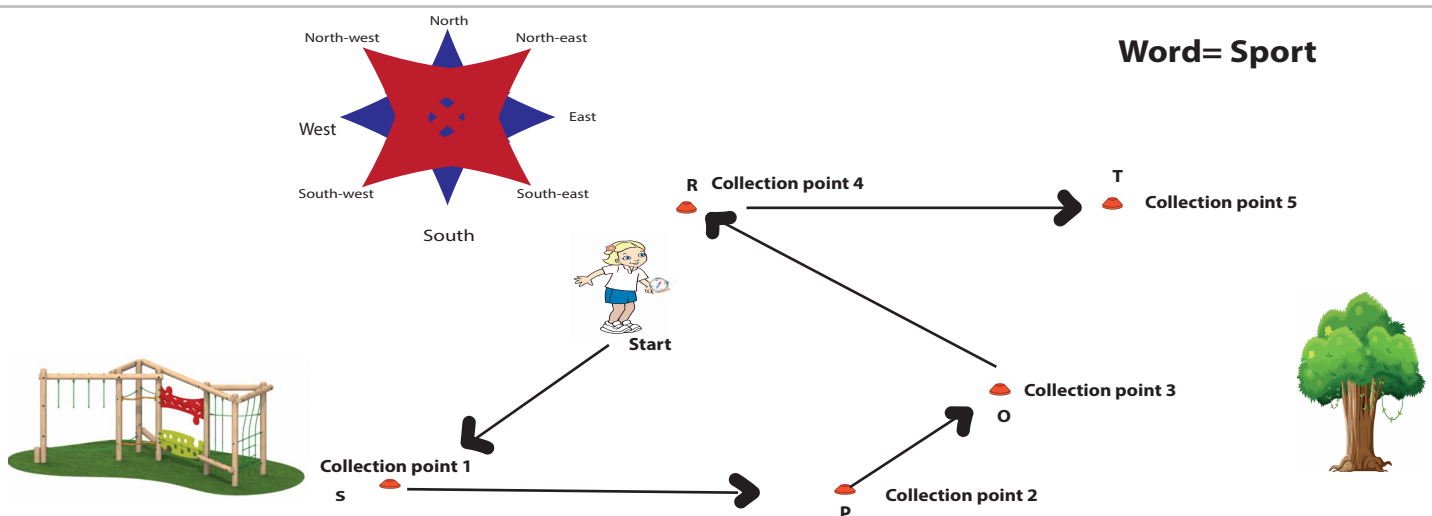 North
North-west
North-east
Word= Sport
West
East
South-west
South-east
South
R
Collection point 4
T
Collection point 5
Start
Collection point 3
O
Collection point 1
S
Collection point 2
P